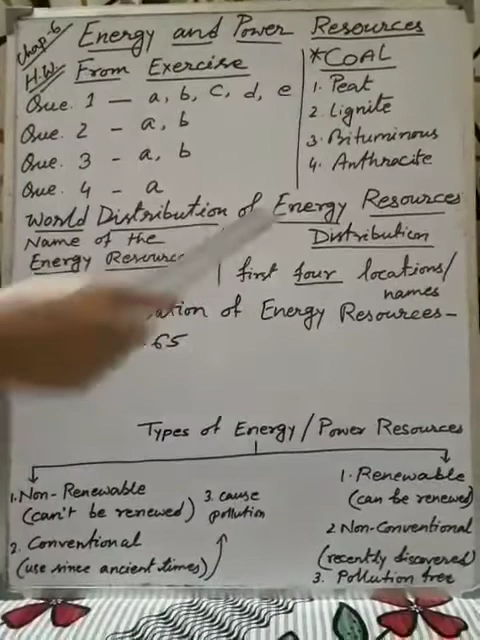 Chap-6
Energy and Power Resources
H.W. From Exercise
Que. 1 — a, b, c, d, e
Que. 2 - a, b
Que. 3 - a, b
Que. 4 - a
*COAL
1. Peat
2. Lignite
3. Bituminous
4. Anthracite
World Distribution of Energy Resources
Name of the
Energy Resource
Distribution
first four locations/
names
of Energy Resources-
65
Types of Energy/Power Resources
1. Non-Renewable
(can't be renewed)
2. Conventional
(use since ancient times)
3. cause
pollution
1. Renewable
(can be renewed)
2. Non-Conventional
(recently discovered)
3. Pollution free